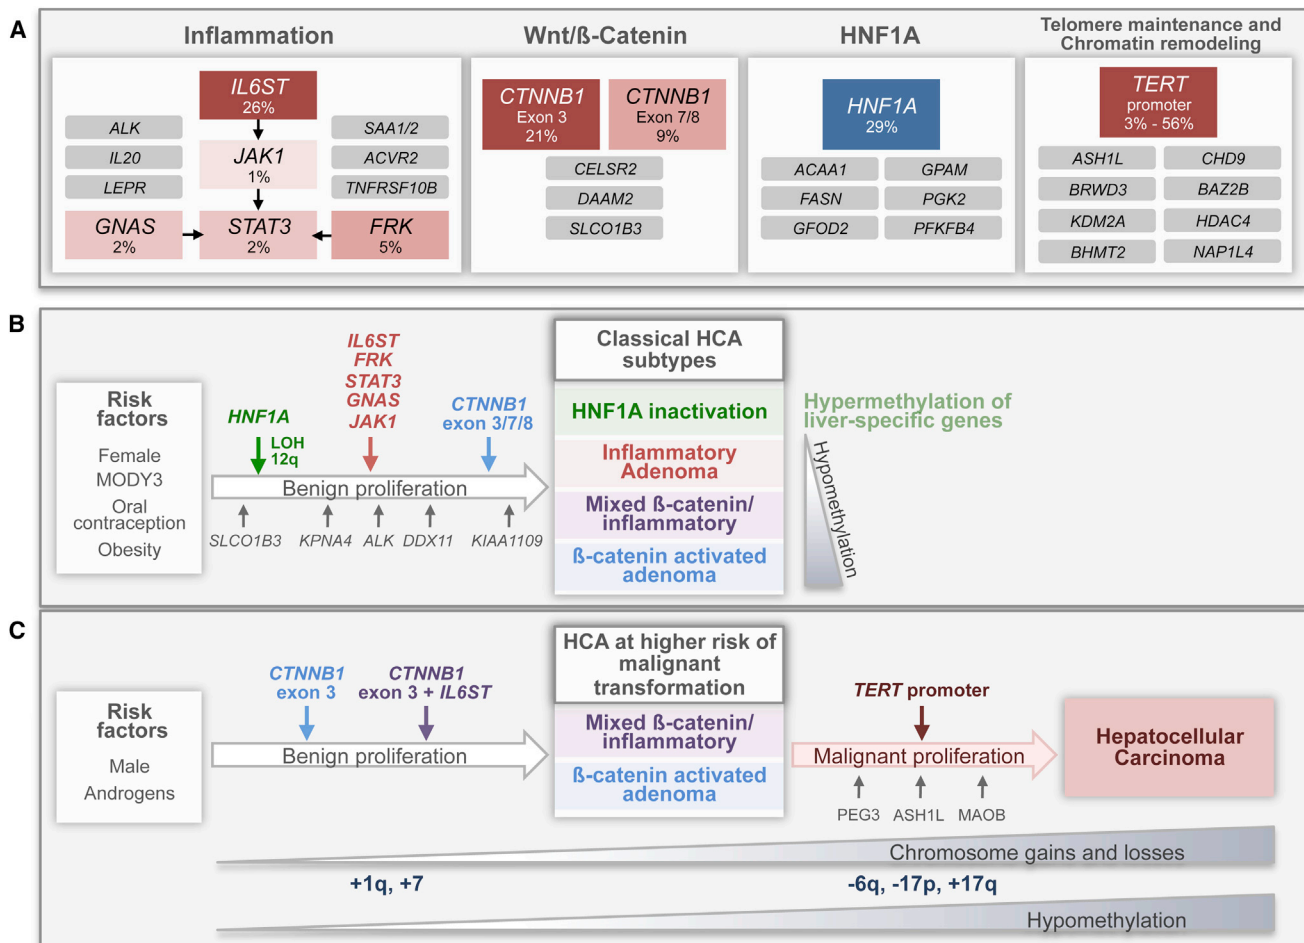 A
Inflammation
IL6ST
26%
ALK
IL20
LEPR
JAK1
1%
SAA1/2
ACVR2
TNFRSF10B
GNAS
2%
STAT3
2%
FRK
5%
Wnt/ß-Catenin
CTNNB1
Exon 3
21%
CTNNB1
Exon 7/8
9%
CELSR2
DAAM2
SLCO1B3
HNF1A
HNF1A
29%
ACAA1
GPAM
FASN
PGK2
GFOD2
PFKFB4
Telomere maintenance and
Chromatin remodeling
TERT
promoter
3% - 56%
ASH1L
CHD9
BRWD3
BAZ2B
KDM2A
HDAC4
BHMT2
NAP1L4
B
Risk
factors
Female
MODY3
Oral
contraception
Obesity
HNF1A
LOH
12q
IL6ST
FRK
STAT3
GNAS
JAK1
CTNNB1
exon 3/7/8
Benign proliferation
SLCO1B3
KPNA4
ALK
DDX11
KIAA1109
Classical HCA
subtypes
HNF1A inactivation
Inflammatory
Adenoma
Mixed ß-catenin/
inflammatory
ß-catenin activated
adenoma
Hypermethylation of
liver-specific genes
Hypomethylation
C
Risk
factors
Male
Androgens
CTNNB1
exon 3
CTNNB1
exon 3 + IL6ST
Benign proliferation
HCA at higher risk of
malignant
transformation
Mixed ß-catenin/
inflammatory
ß-catenin activated
adenoma
TERT promoter
Malignant proliferation
PEG3
ASH1L
MAOB
Hepatocellular
Carcinoma
Chromosome gains and losses
+1q, +7
-6q, -17p, +17q
Hypomethylation